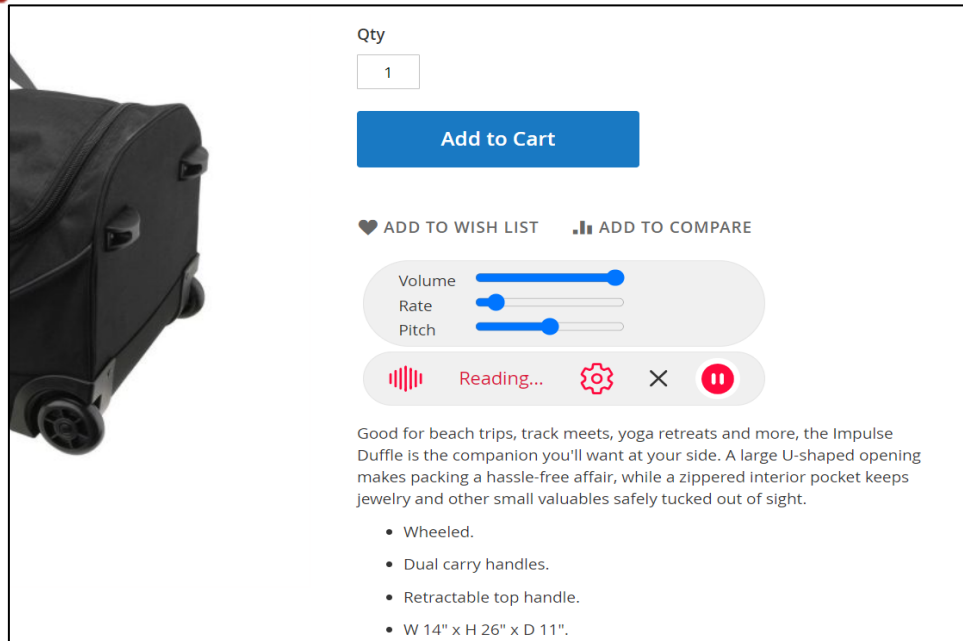 Qty
1
Add to Cart
ADD TO WISH LIST ADD TO COMPARE
Volume
Rate
Pitch
Reading...
Good for beach trips, track meets, yoga retreats and more, the Impulse
Duffle is the companion you'll want at your side. A large U-shaped opening
makes packing a hassle-free affair, while a zippered interior pocket keeps
jewelry and other small valuables safely tucked out of sight.
• Wheeled.
• Dual carry handles.
• Retractable top handle.
• W 14" x H 26" x D 11".